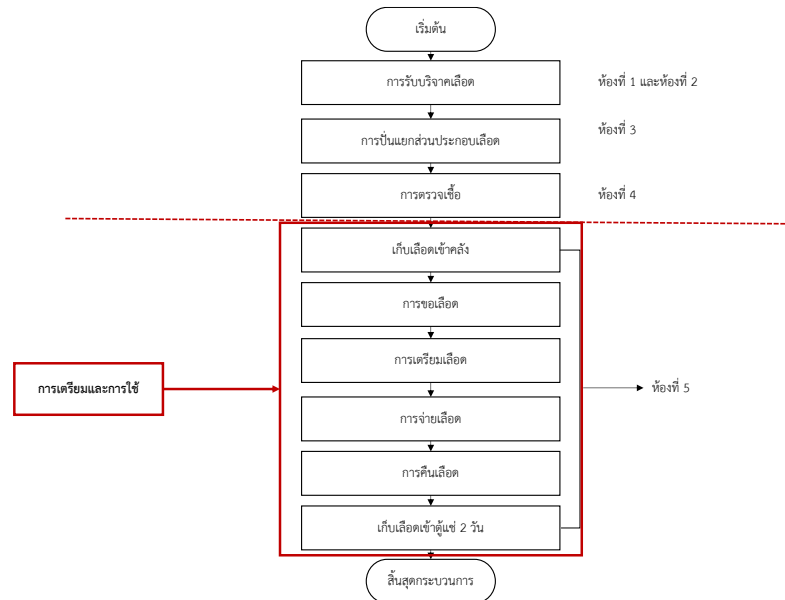 เริ่มต้น
การรับบริจาคเลือด
ห้องที่ 1 และห้องที่ 2
การปั่นแยกส่วนประกอบเลือด
ห้องที่ 3
การตรวจเชื้อ
ห้องที่ 4
เก็บเลือดเข้าคลัง
การขอเลือด
การเตรียมเลือด
การเตรียมและการใช้
ห้องที่ 5
การจ่ายเลือด
การคืนเลือด
เก็บเลือดเข้าตู้แช่ 2 วัน
สิ้นสุดกระบวนการ